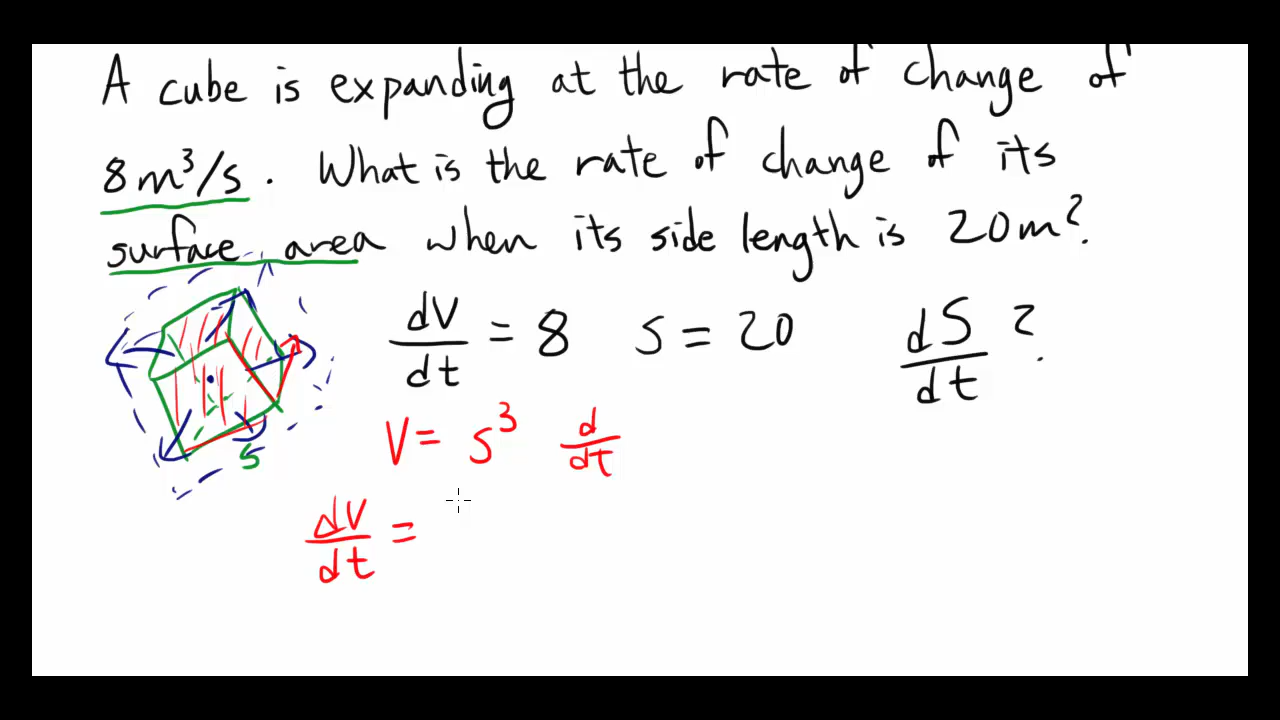 A cube is expanding at the rate of change of
8m³/s. What is the rate of change of its
surface area when its side length is 20m?
dV/dt = 8 s = 20 dS/dt ?
V = s³ d/dt
s
dV/dt =